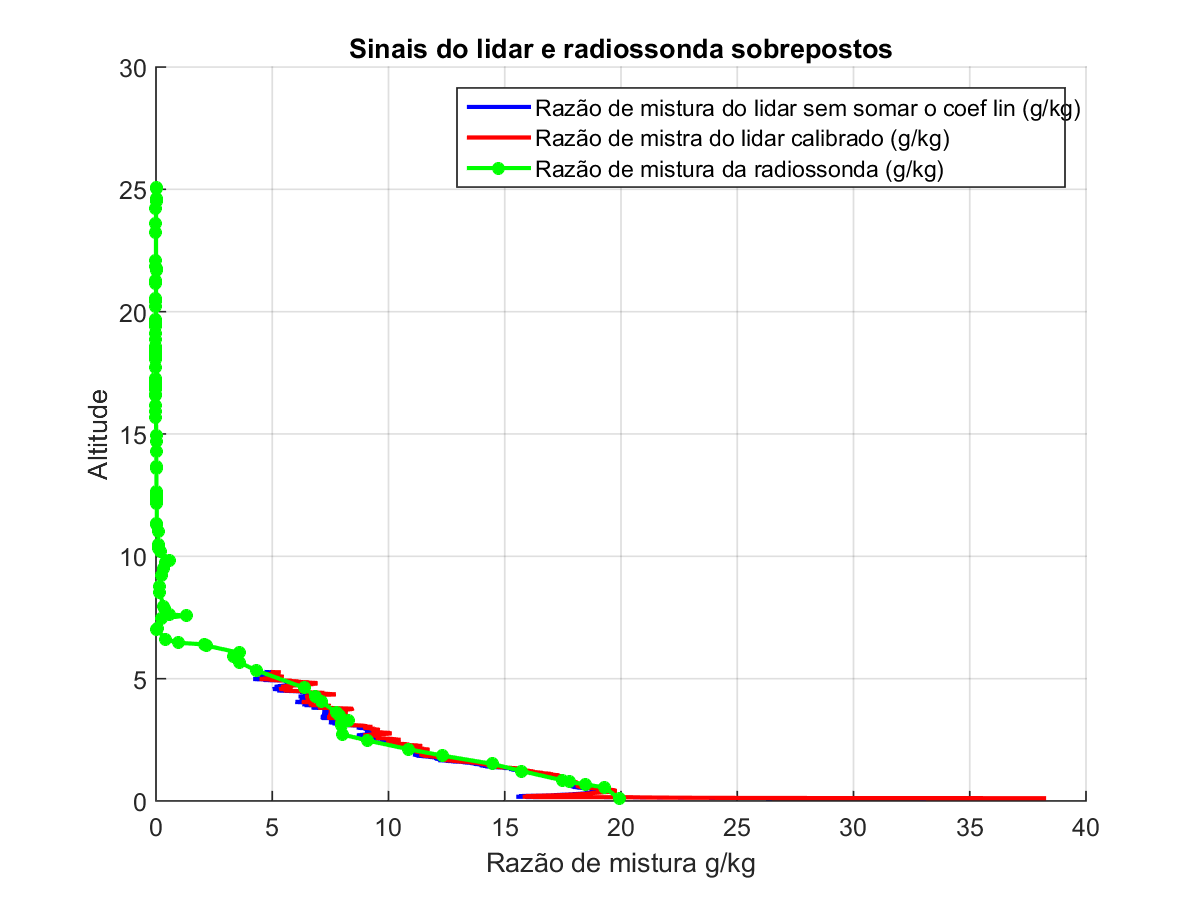 Sinais do lidar e radiossonda sobrepostos
30
25
20
15
10
5
0
Altitude
Razão de mistura do lidar sem somar o coef lin (g/kg)
Razão de mistra do lidar calibrado (g/kg)
Razão de mistura da radiossonda (g/kg)
0 5 10 15 20 25 30 35 40
Razão de mistura g/kg